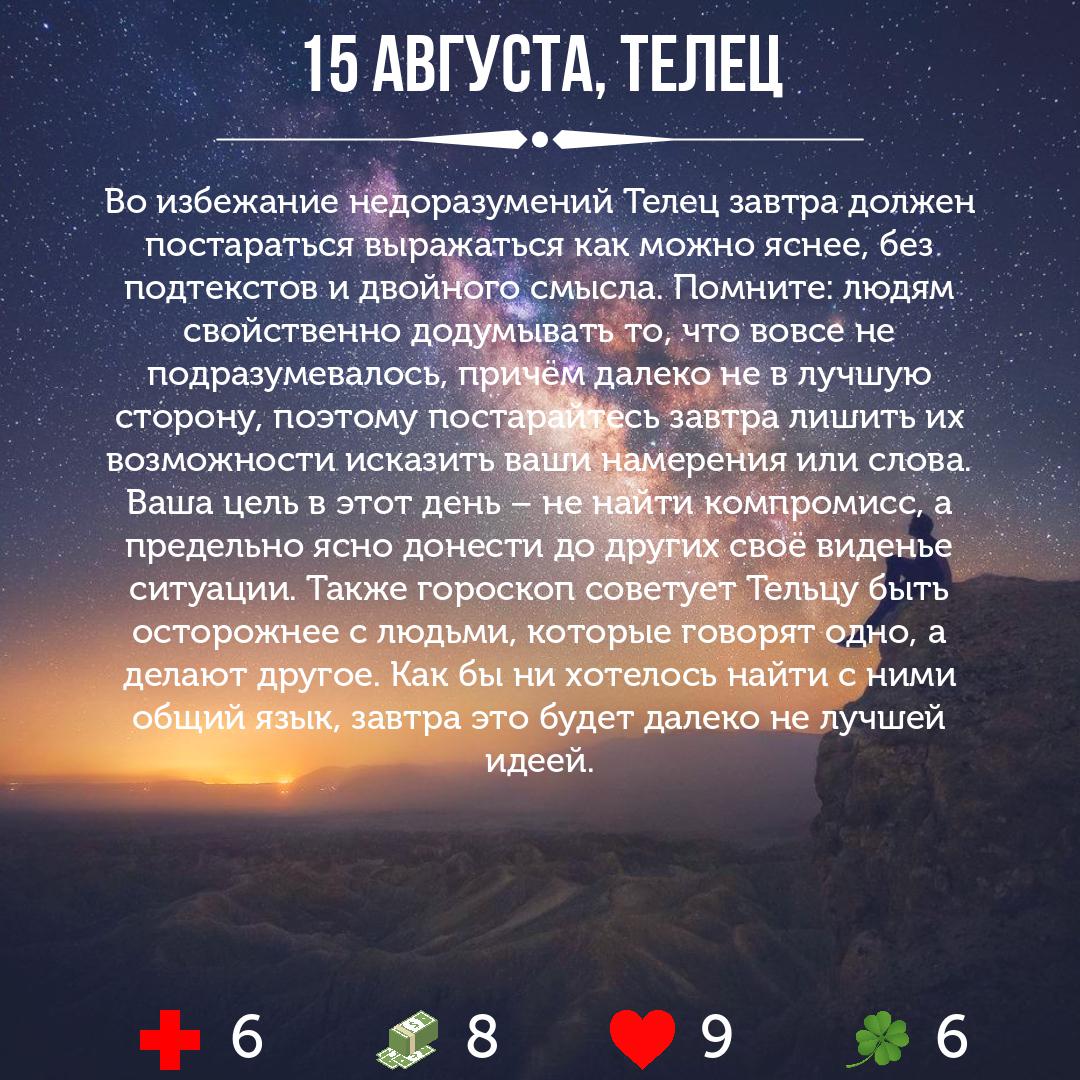 15 АВГУСТА, ТЕЛЕЦ
Во избежание недоразумений Телец завтра должен
постараться выражаться как можно яснее, без
подтекстов и двойного смысла. Помните: людям
свойственно додумывать то, что вовсе не
подразумевалось, причём далеко не в лучшую
сторону, поэтому постарайтесь завтра лишить их
возможности исказить ваши намерения или слова.
Ваша цель в этот день – не найти компромисс, а
предельно ясно донести до других своё виденье
ситуации. Также гороскоп советует Тельцу быть
осторожнее с людьми, которые говорят одно, а
делают другое. Как бы ни хотелось найти с ними
общий язык, завтра это будет далеко не лучшей
идеей.
6 8 9 6